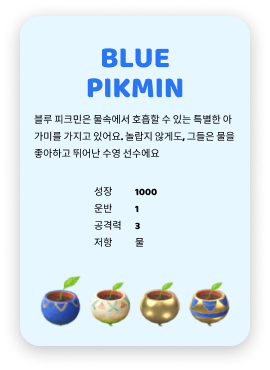 BLUE
PIKMIN
블루 피크민은 물속에서 호흡할 수 있는 특별한 아
가미를 가지고 있어요. 놀랍지 않게도, 그들은 물을
좋아하고 뛰어난 수영 선수에요
성장 1000
운반 1
공격력 3
저항 물